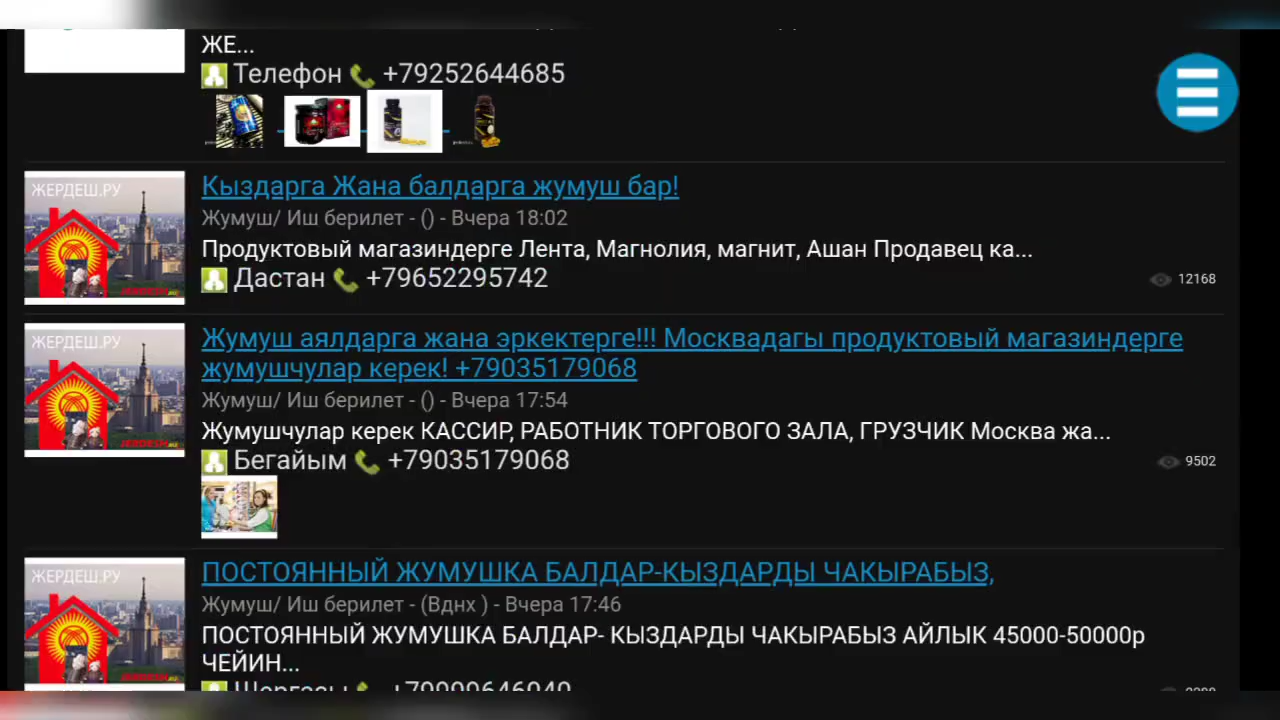 ЖЕ...
Телефон +79252644685
ЖЕРДЕШ.РУ
Кыздарга Жана балдарга жумуш бар!
Жумуш/ Иш берилет - () - Вчера 18:02
Продуктовый магазиндерге Лента, Магнолия, магнит, Ашан Продавец ка...
Дастан +79652295742
12168
ЖЕРДЕШ.РУ
Жумуш аялдарга жана эркектерге!!! Москвадагы продуктовый магазиндерге
жумушчулар керек! +79035179068
Жумуш/ Иш берилет - () - Вчера 17:54
Жумушчулар керек КАССИР, РАБОТНИК ТОРГОВОГО ЗАЛА, ГРУЗЧИК Москва жа...
Бегайым +79035179068
9502
ЖЕРДЕШ.РУ
ПОСТОЯННЫЙ ЖУМУШКА БАЛДАР-КЫЗДАРДЫ ЧАКЫРАБЫЗ,
Жумуш/ Иш берилет - (Вднх ) - Вчера 17:46
ПОСТОЯННЫЙ ЖУМУШКА БАЛДАР- КЫЗДАРДЫ ЧАКЫРАБЫЗ АЙЛЫК 45000-50000р
ЧЕЙИН...